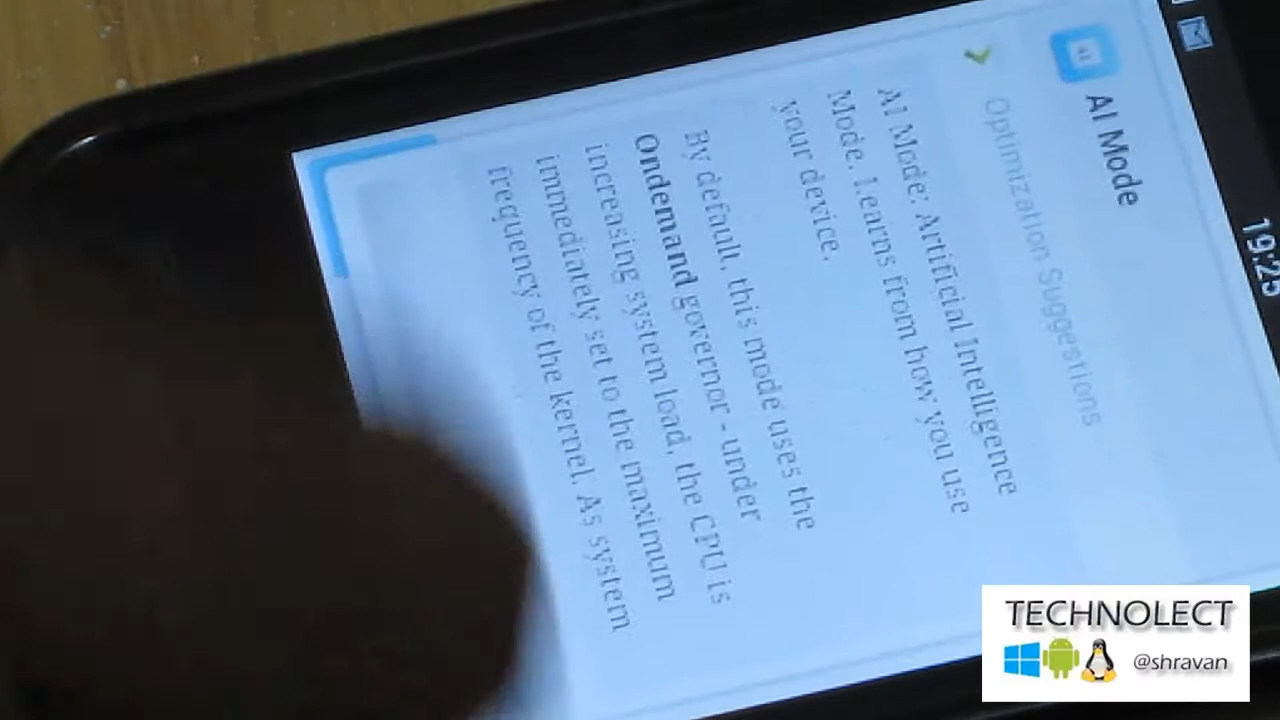 19:25
AI Mode
Optimization Suggestions
AI Mode: Artificial Intelligence
Mode. Learns from how you use
your device.
By default, this mode uses the
Ondemand governor - under
increasing system load, the CPU is
immediately set to the maximum
frequency of the kernel. As system
TECHNOLECT
@shravan